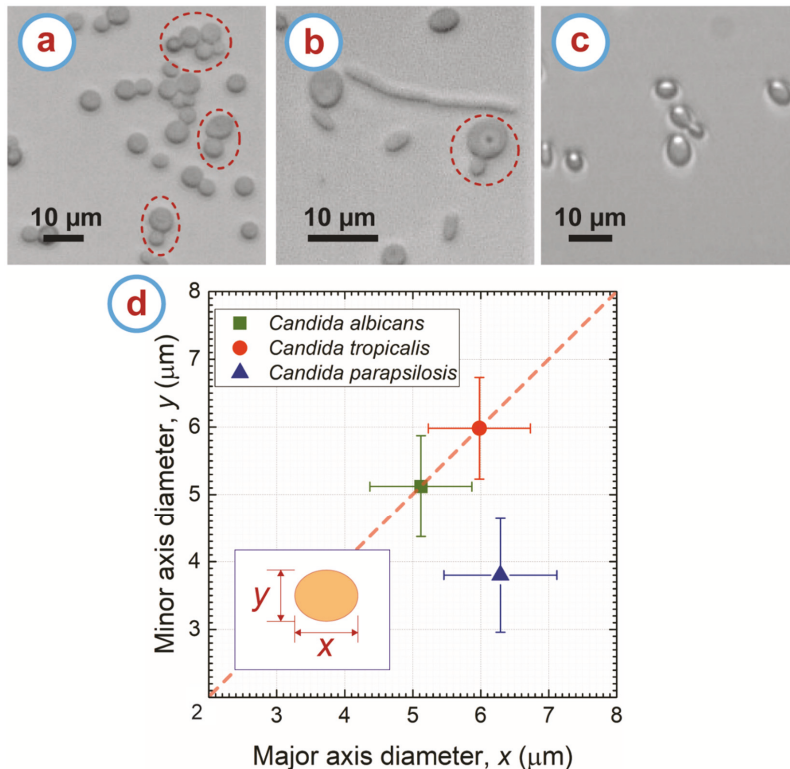 a
b
c
10 µm
10 µm
10 µm
d
8
7
6
5
4
3
2
3
4
5
6
7
8
Candida albicans
Candida tropicalis
Candida parapsilosis
y
x
Minor axis diameter, y (µm)
Major axis diameter, x (µm)